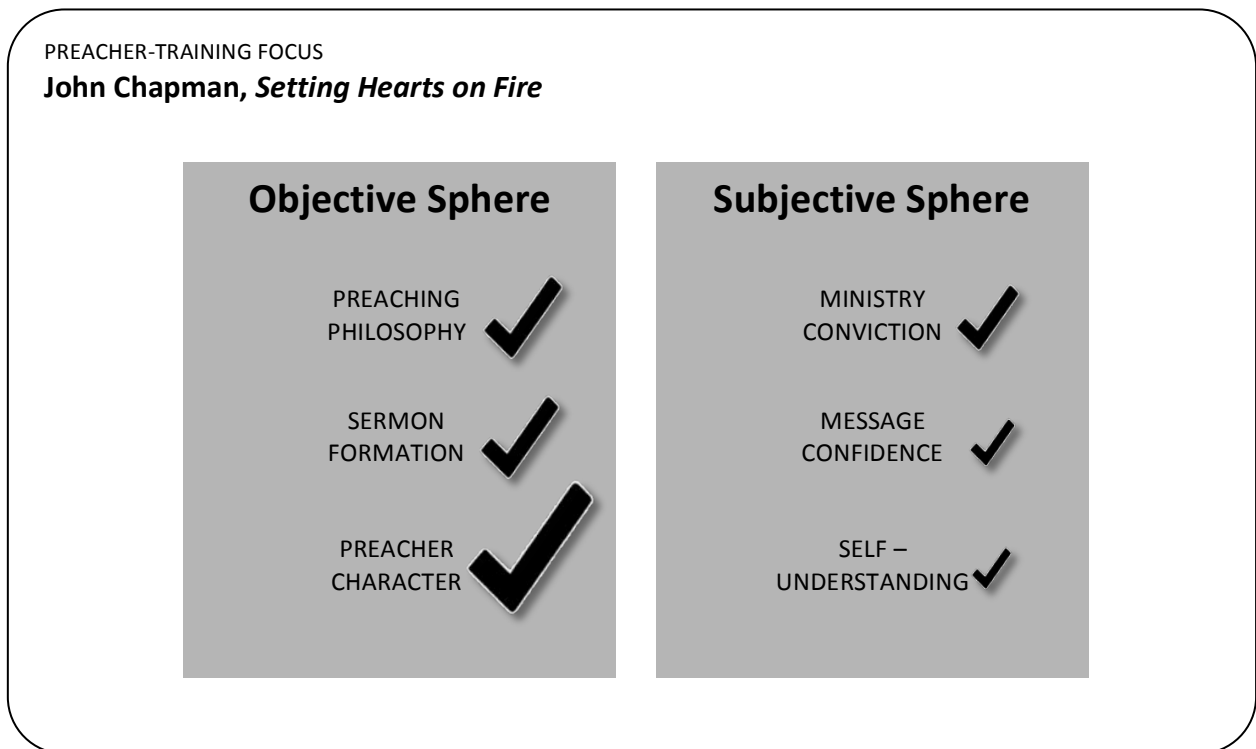 PREACHER-TRAINING FOCUS
John Chapman, Setting Hearts on Fire
Objective Sphere
PREACHING
PHILOSOPHY
SERMON
FORMATION
PREACHER
CHARACTER
Subjective Sphere
MINISTRY
CONVICTION
MESSAGE
CONFIDENCE
SELF –
UNDERSTANDING